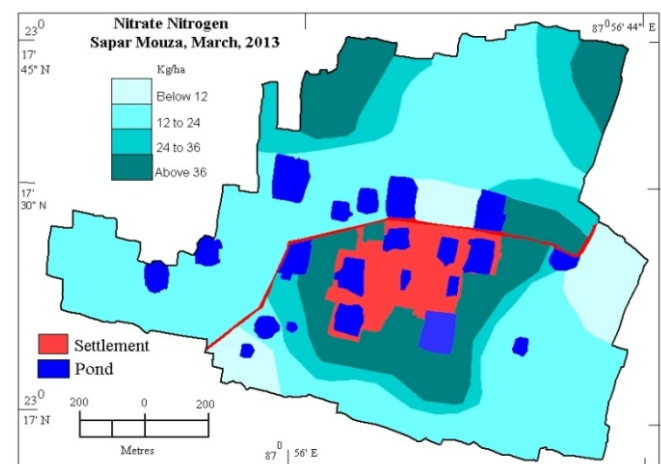 Nitrate Nitrogen
Sapar Mouza, March, 2013
Kg/ha
Below 12
12 to 24
24 to 36
Above 36
23⁰
17'
45" N
87⁰ 56' 44" E
17'
30" N
Settlement
Pond
23⁰
17' N
200 0 200
Metres
87⁰ 56' E